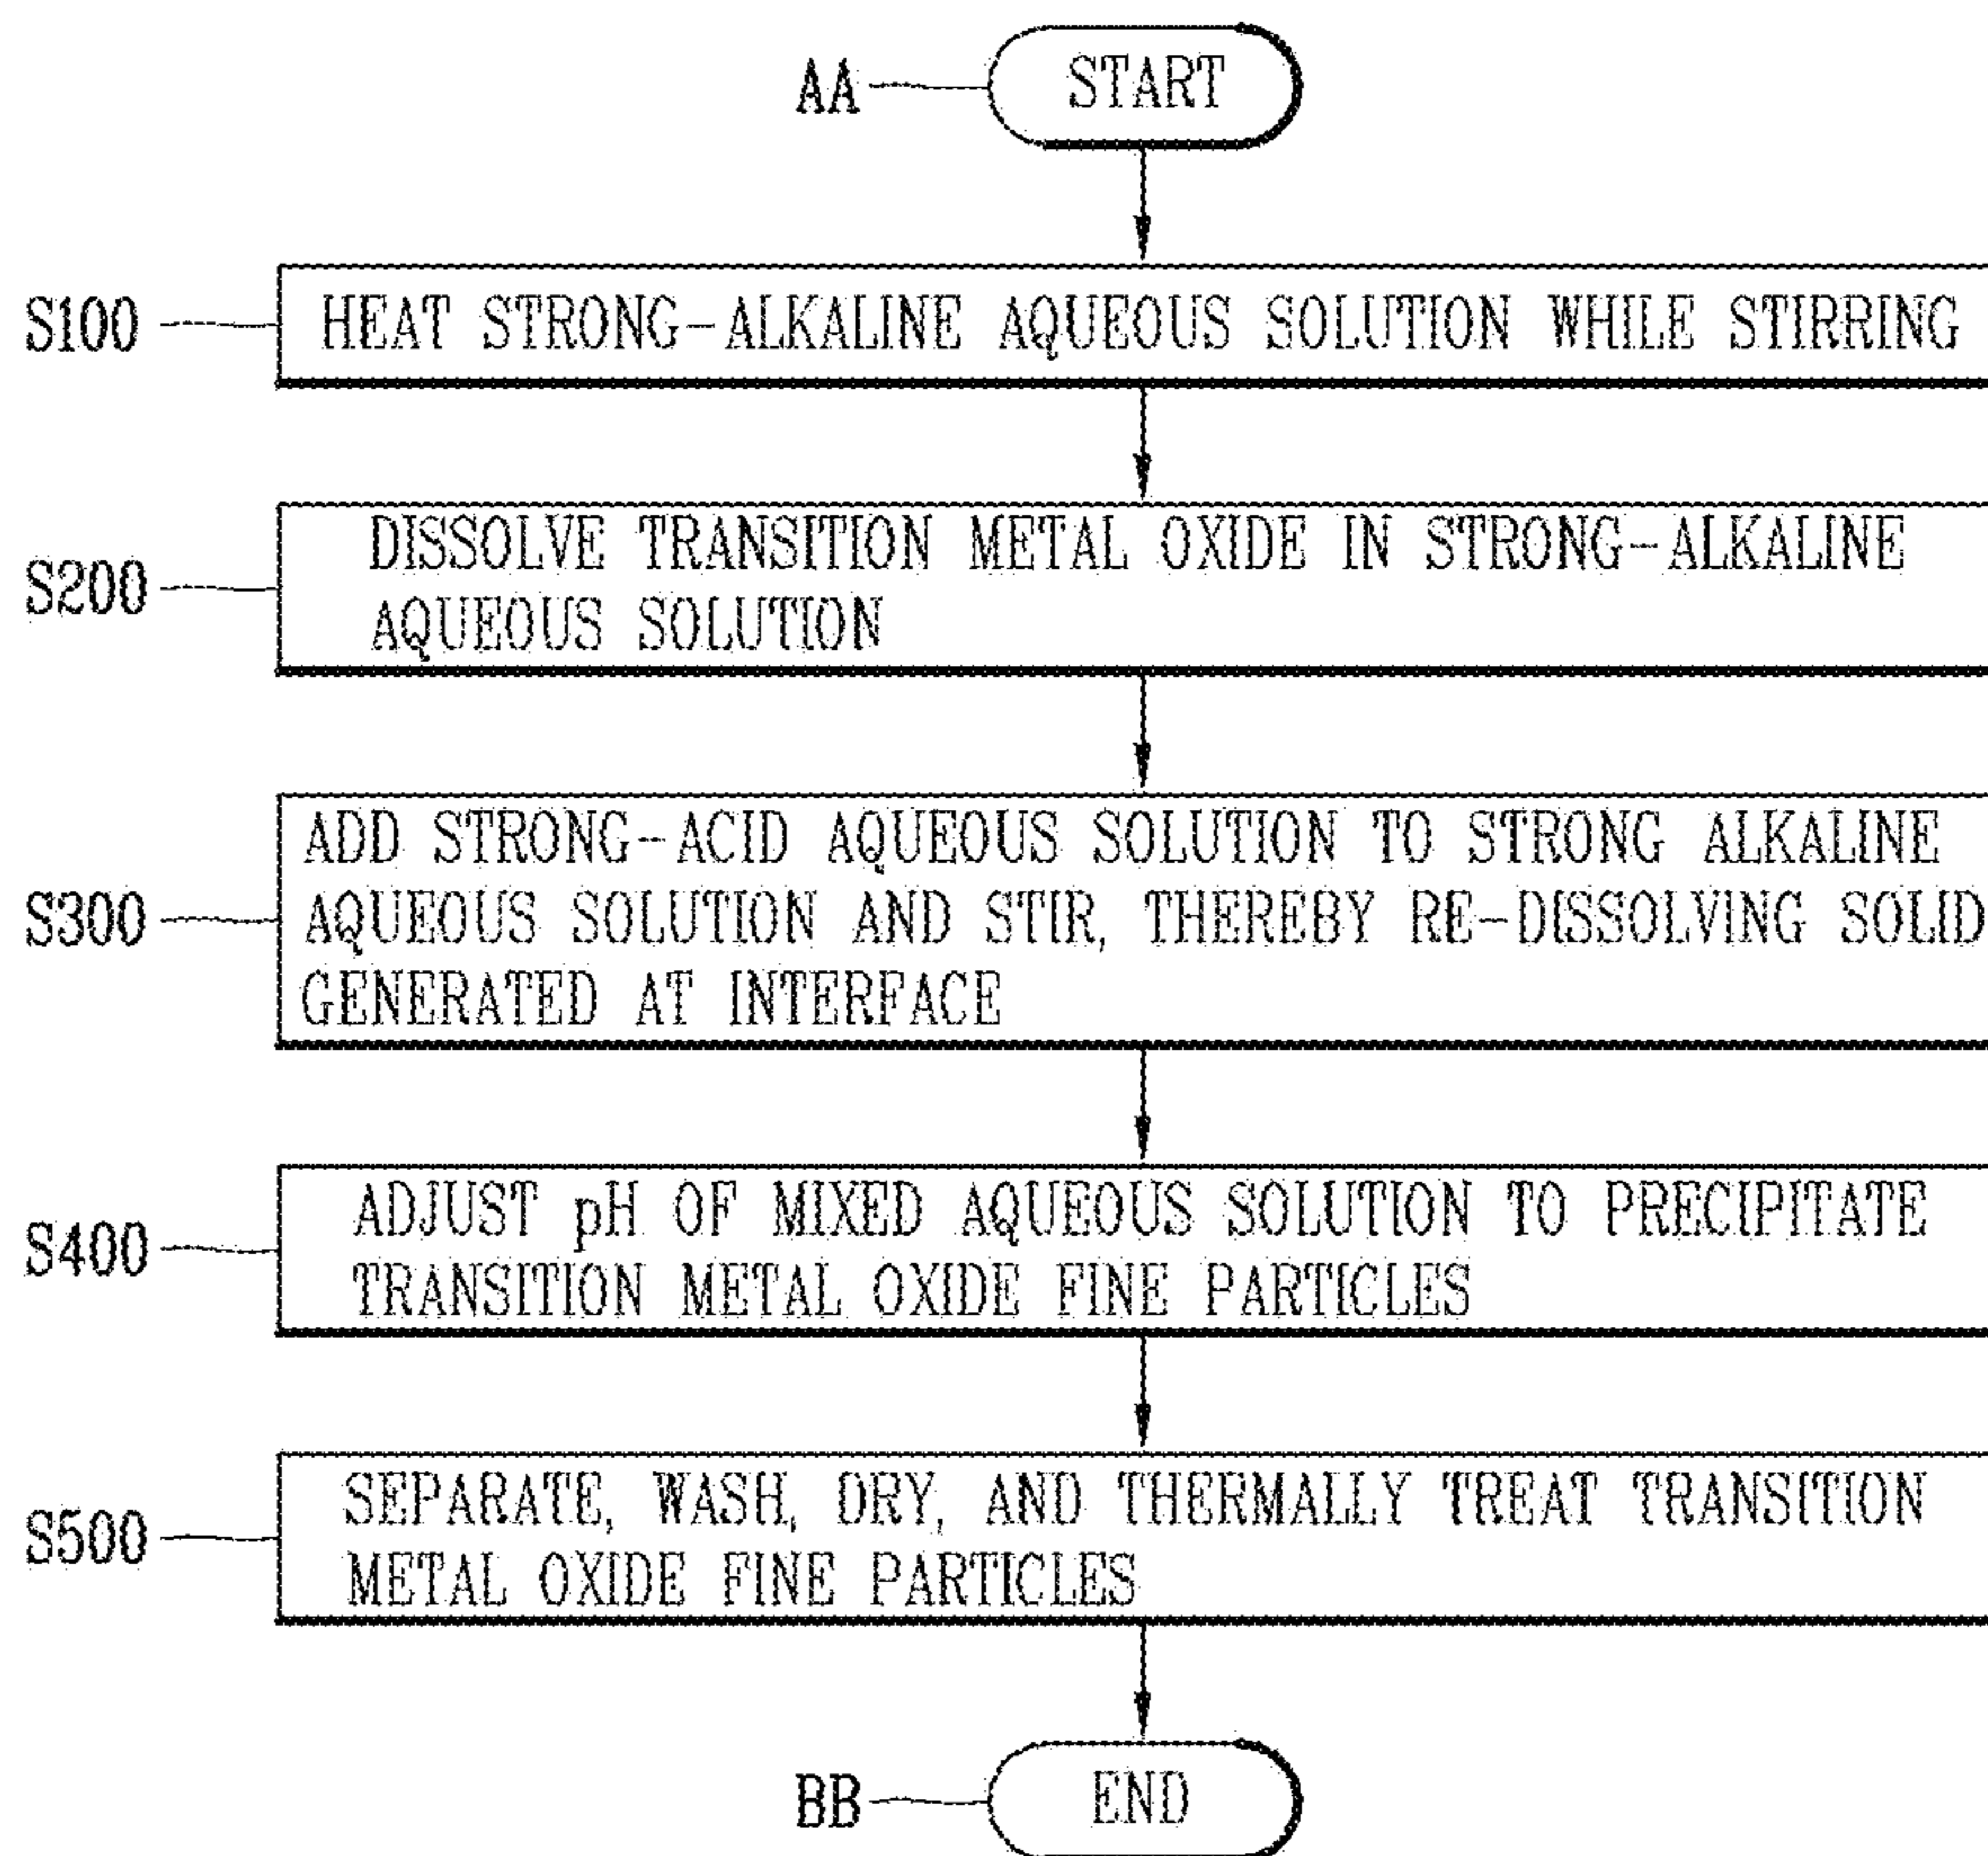 AA START
S100 HEAT STRONG-ALKALINE AQUEOUS SOLUTION WHILE STIRRING
DISSOLVE TRANSITION METAL OXIDE IN STRONG-ALKALINE
S200
AQUEOUS SOLUTION
ADD STRONG-ACID AQUEOUS SOLUTION TO STRONG ALKALINE
S300 AQUEOUS SOLUTION AND STIR, THEREBY RE-DISSOLVING SOLID
GENERATED AT INTERFACE
ADJUST pH OF MIXED AQUEOUS SOLUTION TO PRECIPITATE
S400
TRANSITION METAL OXIDE FINE PARTICLES
SEPARATE, WASH, DRY, AND THERMALLY TREAT TRANSITION
S500
METAL OXIDE FINE PARTICLES
BB END